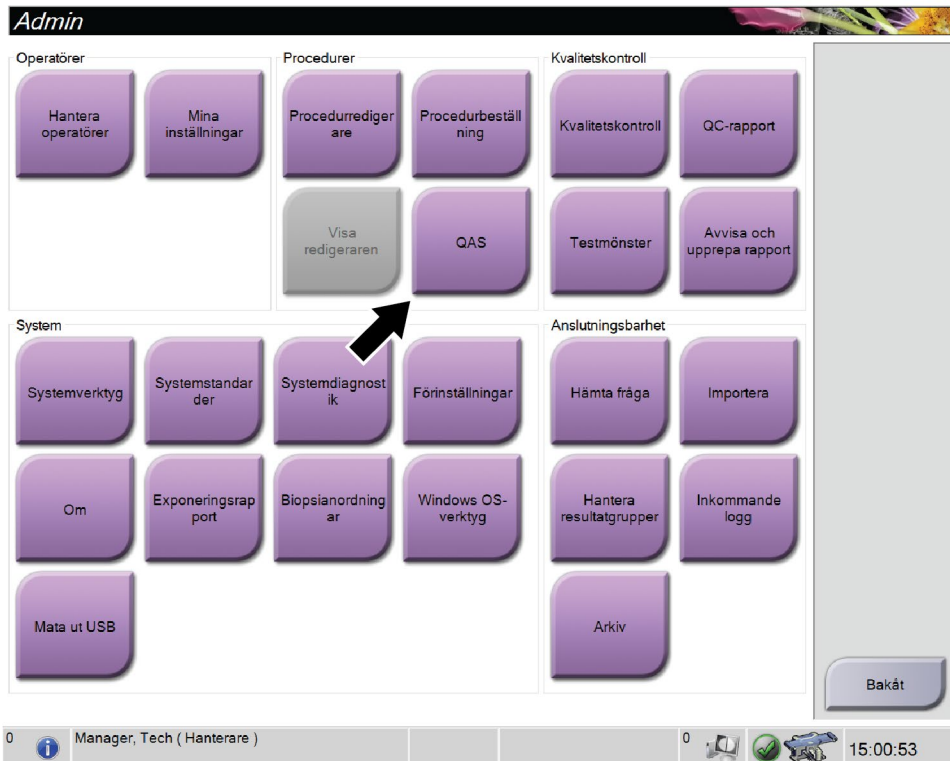 Admin
Operatörer
Hantera
operatörer
Mina
inställningar
Procedurer
Procedurrediger
are
Procedurbeställ
ning
Visa
redigeraren
QAS
Kvalitetskontroll
Kvalitetskontroll
QC-rapport
Testmönster
Avvisa och
upprepa rapport
System
Systemverktyg
Systemstandar
der
Systemdiagnost
ik
Förinställningar
Om
Exponeringsrap
port
Biopsianordning
ar
Windows OS-
verktyg
Mata ut USB
Anslutningsbarhet
Hämta fråga
Importera
Hantera
resultatgrupper
Inkommande
logg
Arkiv
Bakåt
0
Manager, Tech ( Hanterare )
0
15:00:53